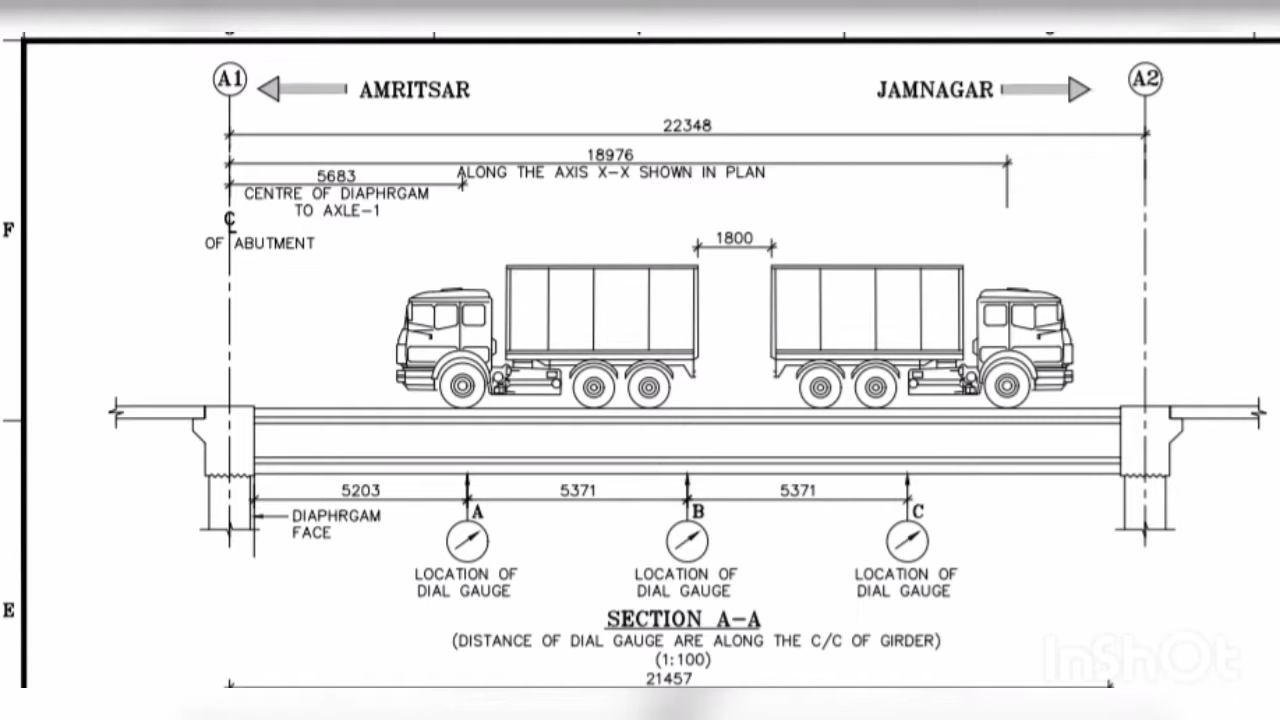 A1
AMRITSAR
JAMNAGAR
A2
22348
18976
ALONG THE AXIS X-X SHOWN IN PLAN
5683
CENTRE OF DIAPHRGAM
TO AXLE-1
℄
OF ABUTMENT
1800
F
5203
5371
5371
A
B
C
DIAPHRGAM
FACE
LOCATION OF
DIAL GAUGE
LOCATION OF
DIAL GAUGE
LOCATION OF
DIAL GAUGE
E
SECTION A-A
(DISTANCE OF DIAL GAUGE ARE ALONG THE C/C OF GIRDER)
(1:100)
21457
InShOt